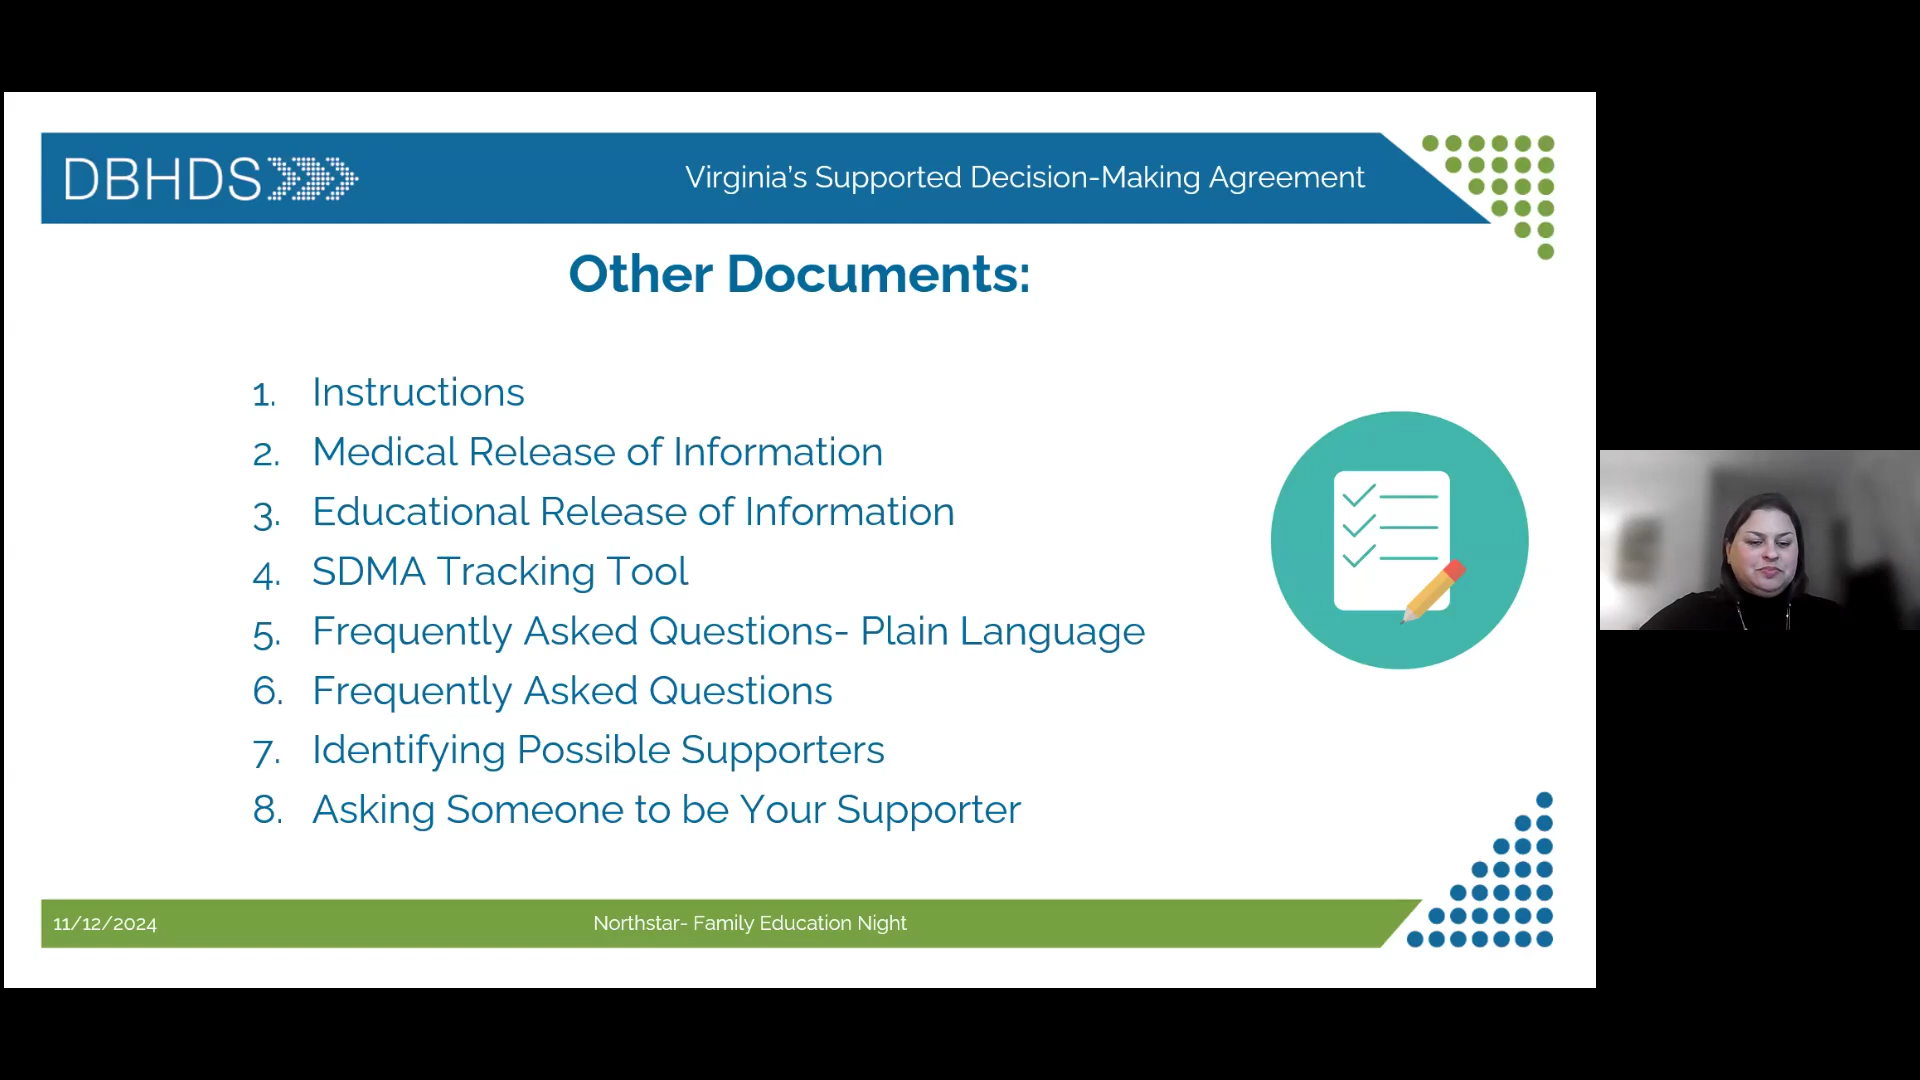 DBHDS
Virginia's Supported Decision-Making Agreement
Other Documents:
1. Instructions
2. Medical Release of Information
3. Educational Release of Information
4. SDMA Tracking Tool
5. Frequently Asked Questions- Plain Language
6. Frequently Asked Questions
7. Identifying Possible Supporters
8. Asking Someone to be Your Supporter
11/12/2024
Northstar- Family Education Night